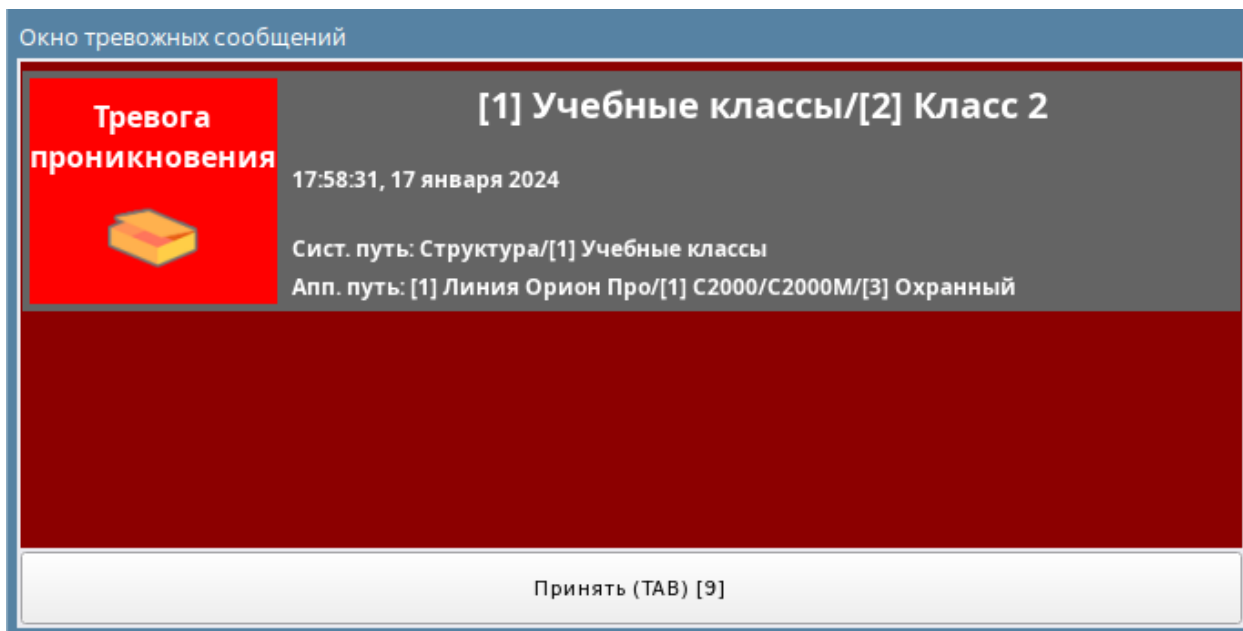 Окно тревожных сообщений
Тревога
проникновения
[1] Учебные классы/[2] Класс 2
17:58:31, 17 января 2024
Сист. путь: Структура/[1] Учебные классы
Апп. путь: [1] Линия Орион Про/[1] С2000/С2000М/[3] Охранный
Принять (TAB) [9]